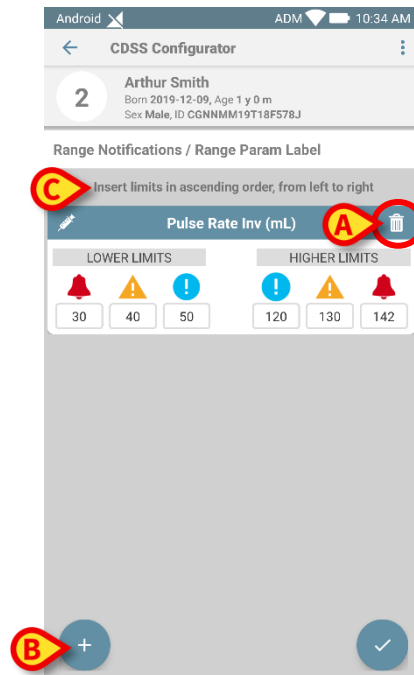 Android ADM 10:34 AM
CDSS Configurator
2
Arthur Smith
Born 2019-12-09, Age 1 y 0 m
Sex Male, ID CGNNMM19T18F578J
Range Notifications / Range Param Label
C Insert limits in ascending order, from left to right
Pulse Rate Inv (mL) A
LOWER LIMITS HIGHER LIMITS
! ! ! !
30 40 50 120 130 142
B +